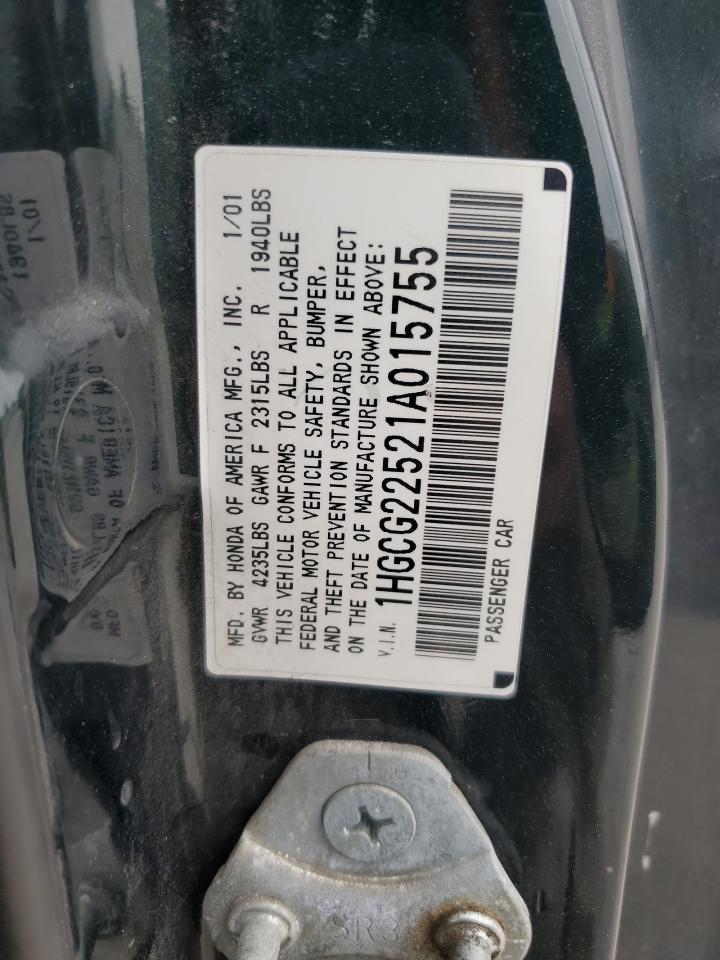 MFD. BY HONDA OF AMERICA MFG., INC. 1/01
GVWR 4235LBS GAWR F 2315LBS R 1940LBS
THIS VEHICLE CONFORMS TO ALL APPLICABLE
FEDERAL MOTOR VEHICLE SAFETY, BUMPER,
AND THEFT PREVENTION STANDARDS IN EFFECT
ON THE DATE OF MANUFACTURE SHOWN ABOVE:
V.I.N. 1HGCG22521A015755
PASSENGER CAR
SR3